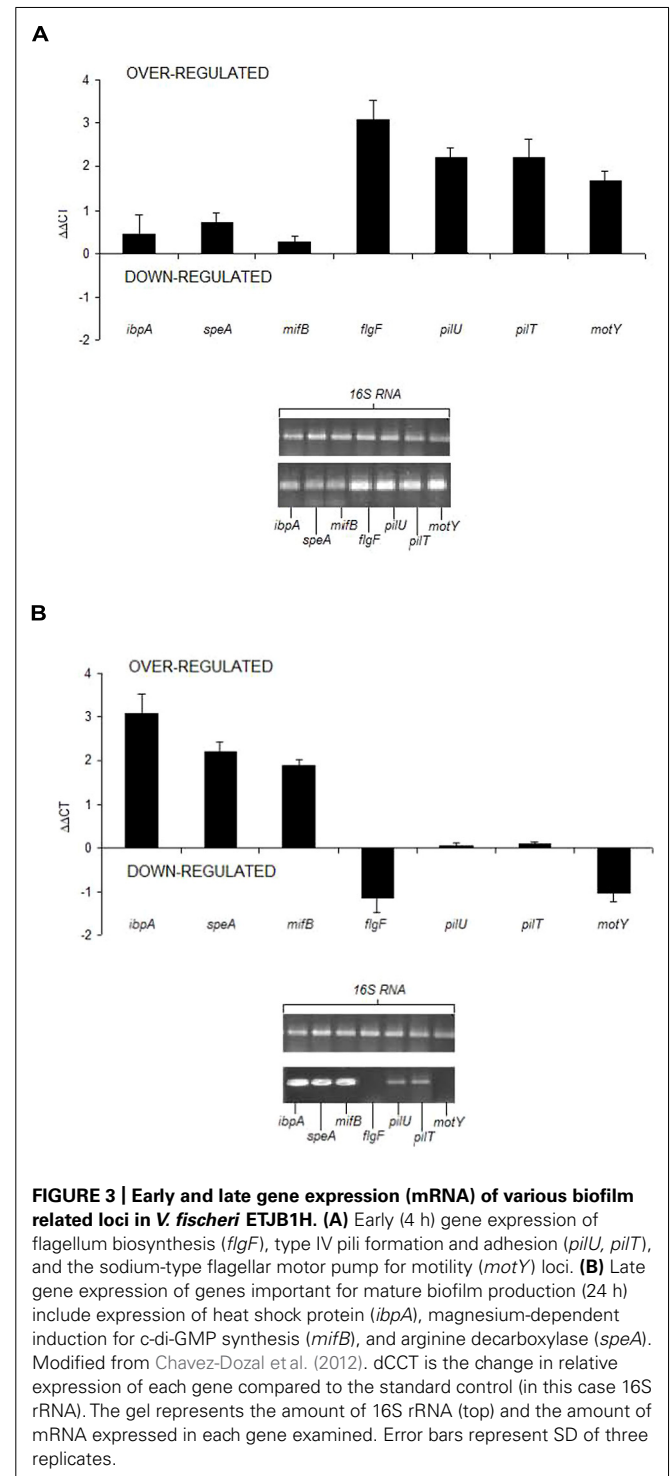 A
OVER-REGULATED
4
3
2
1
0
-1
-2
ΔΔCT
DOWN-REGULATED
ibpA speA mifB flgF pilU pilT motY
16S RNA
ibpA mifB pilU motY
speA flgF pilT
B
OVER-REGULATED
4
3
2
1
0
-1
-2
ΔΔCT
DOWN-REGULATED
ibpA speA mifB flgF pilU pilT motY
16S RNA
ibpA mifB pilU motY
speA flgF pilT
FIGURE 3 | Early and late gene expression (mRNA) of various biofilm
related loci in V. fischeri ETJB1H. (A) Early (4 h) gene expression of
flagellum biosynthesis (flgF), type IV pili formation and adhesion (pilU, pilT),
and the sodium-type flagellar motor pump for motility (motY) loci. (B) Late
gene expression of genes important for mature biofilm production (24 h)
include expression of heat shock protein (ibpA), magnesium-dependent
induction for c-di-GMP synthesis (mifB), and arginine decarboxylase (speA).
Modified from Chavez-Dozal et al. (2012). dCCT is the change in relative
expression of each gene compared to the standard control (in this case 16S
rRNA). The gel represents the amount of 16S rRNA (top) and the amount of
mRNA expressed in each gene examined. Error bars represent SD of three
replicates.